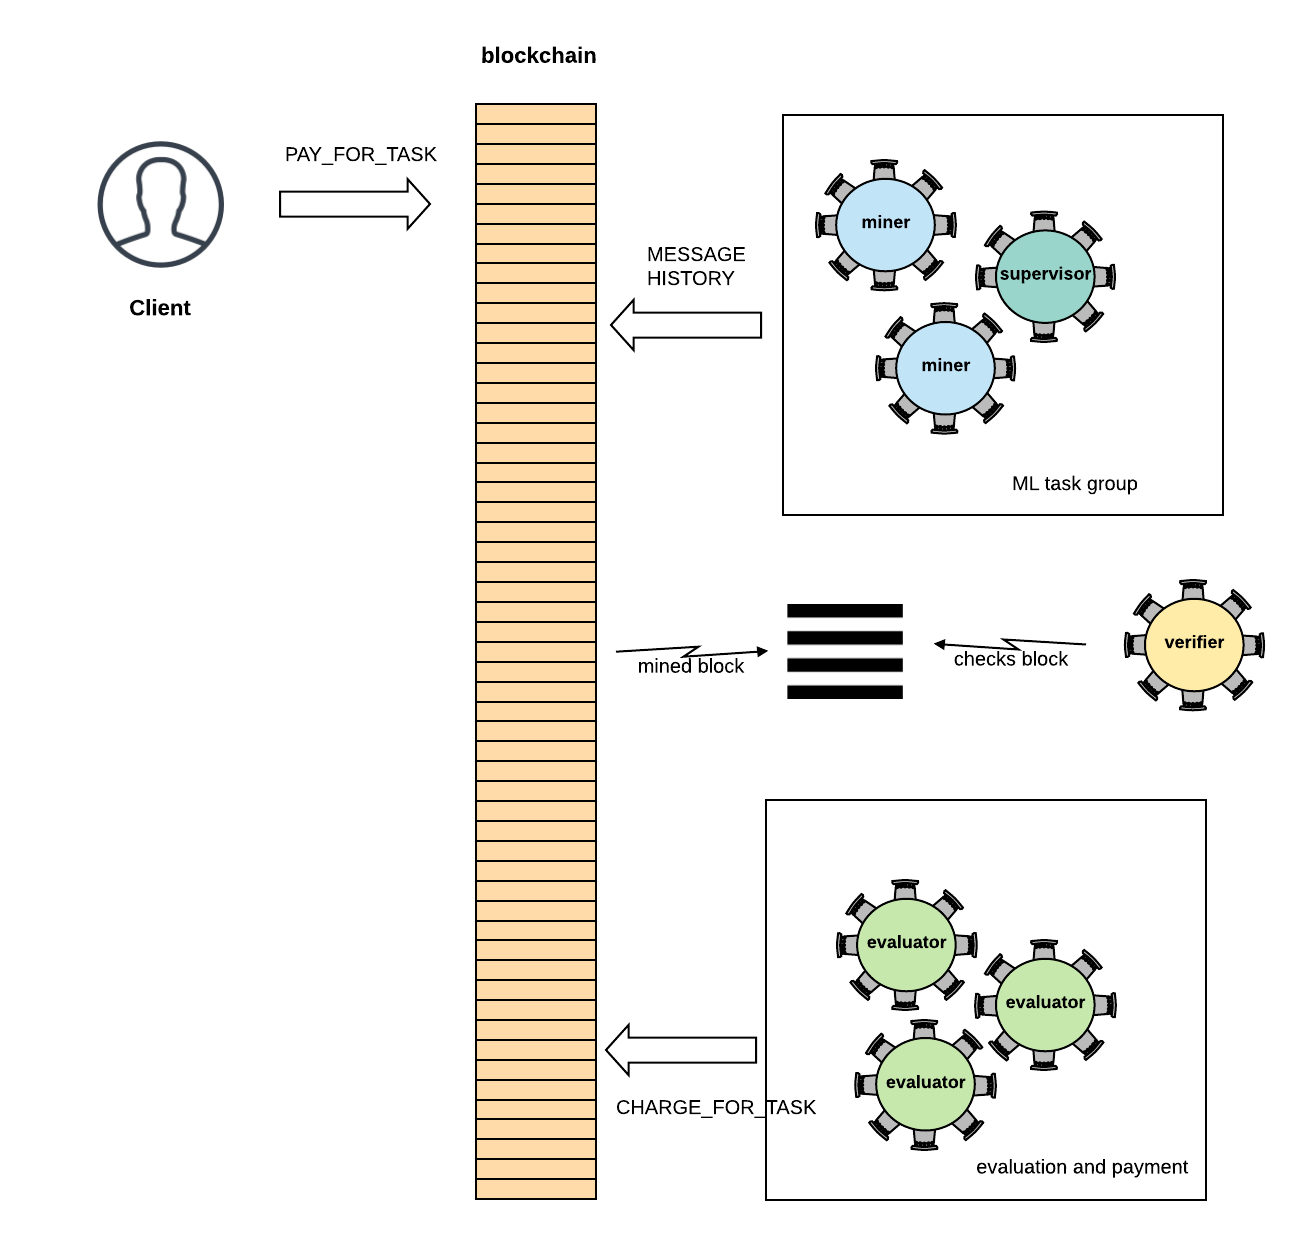 blockchain
PAY_FOR_TASK
Client
MESSAGE
HISTORY
miner
supervisor
miner
ML task group
mined block
checks block
verifier
evaluator
evaluator
evaluator
CHARGE_FOR_TASK
evaluation and payment